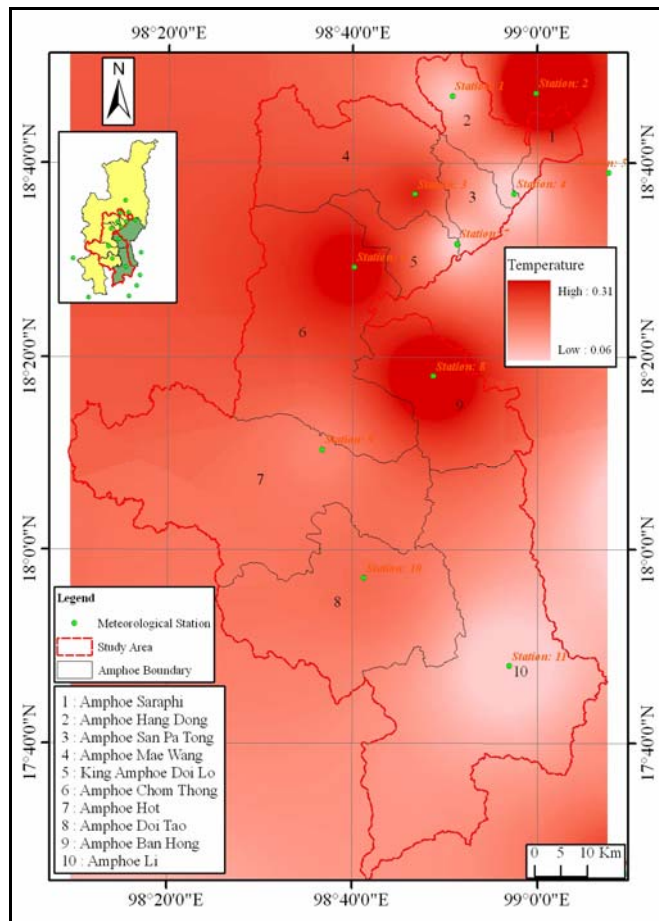 98°20'0"E 98°40'0"E 99°0'0"E
N
Station: 1
Station: 2
2
1
4
18°40'0"N 18°40'0"N
Station: 3
Station: 4
3
Station:
5
Temperature
High : 0.31
Low : 0.06
6
18°20'0"N 18°20'0"N
Station: 8
9
7
18°0'0"N 18°0'0"N
Station: 10
8
Legend
Meteorological Station
Study Area
Amphoe Boundary
Station: 11
10
1 : Amphoe Saraphi
2 : Amphoe Hang Dong
3 : Amphoe San Pa Tong
4 : Amphoe Mae Wang
5 : King Amphoe Doi Lo
6 : Amphoe Chom Thong
7 : Amphoe Hot
8 : Amphoe Doi Tao
9 : Amphoe Ban Hong
10 : Amphoe Li
17°40'0"N 17°40'0"N
0 5 10 Km
98°20'0"E 98°40'0"E 99°0'0"E